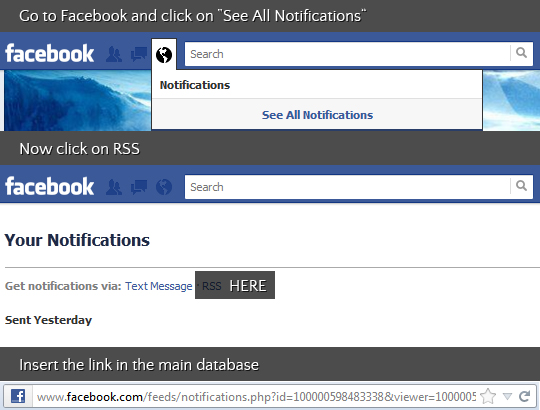 Go to Facebook and click on "See All Notifications"
facebook
Search
Notifications
See All Notifications
Now click on RSS
facebook
Search
Your Notifications
Get notifications via: Text Message · RSS HERE
Sent Yesterday
Insert the link in the main database
www.facebook.com/feeds/notifications.php?id=100000598483338&viewer=1000005